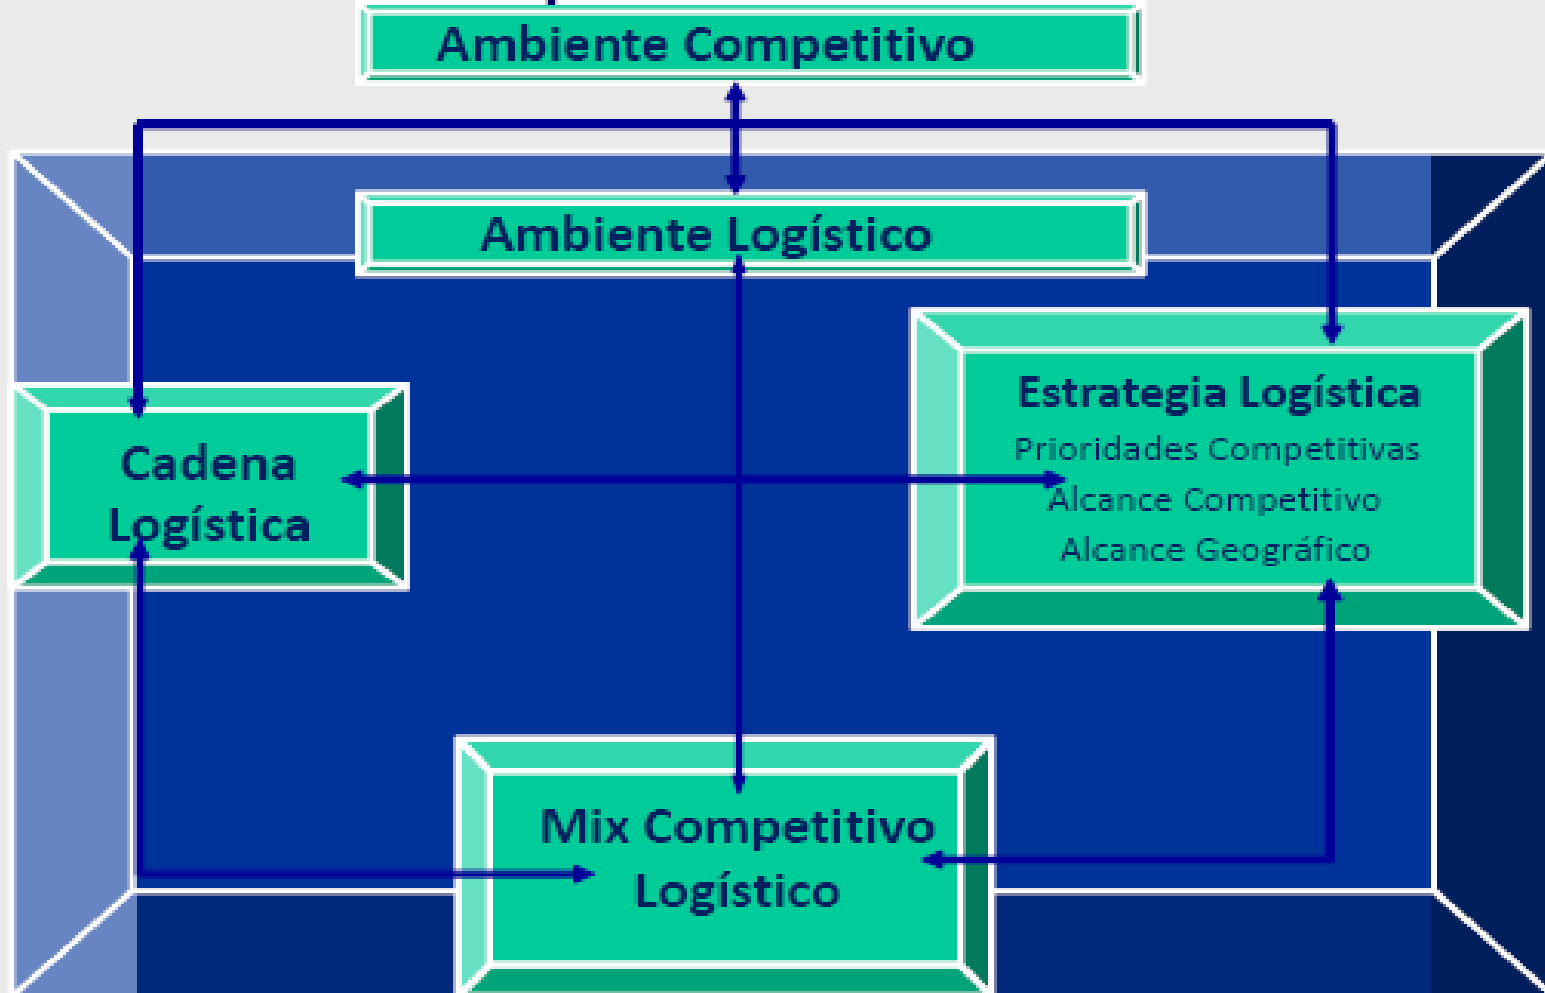 Ambiente Competitivo
Ambiente Logístico
Estrategia Logística
Prioridades Competitivas
Alcance Competitivo
Alcance Geográfico
Cadena
Logística
Mix Competitivo
Logístico